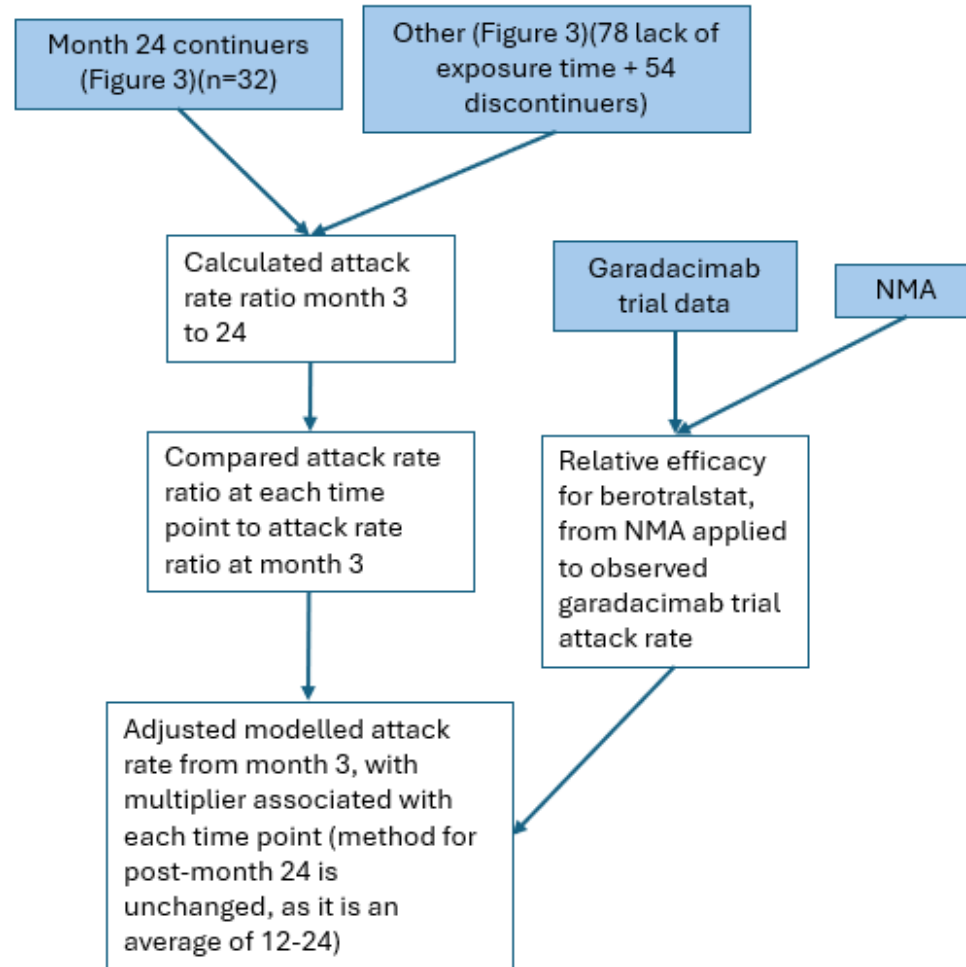 Month 24 continuers
(Figure 3)(n=32)
Other (Figure 3)(78 lack of
exposure time + 54
discontinuers)
Calculated attack
rate ratio month 3
to 24
Garadacimab
trial data
NMA
Compared attack rate
ratio at each time
point to attack rate
ratio at month 3
Relative efficacy
for berotralstat,
from NMA applied
to observed
garadacimab trial
attack rate
Adjusted modelled attack
rate from month 3, with
multiplier associated with
each time point (method for
post-month 24 is
unchanged, as it is an
average of 12-24)